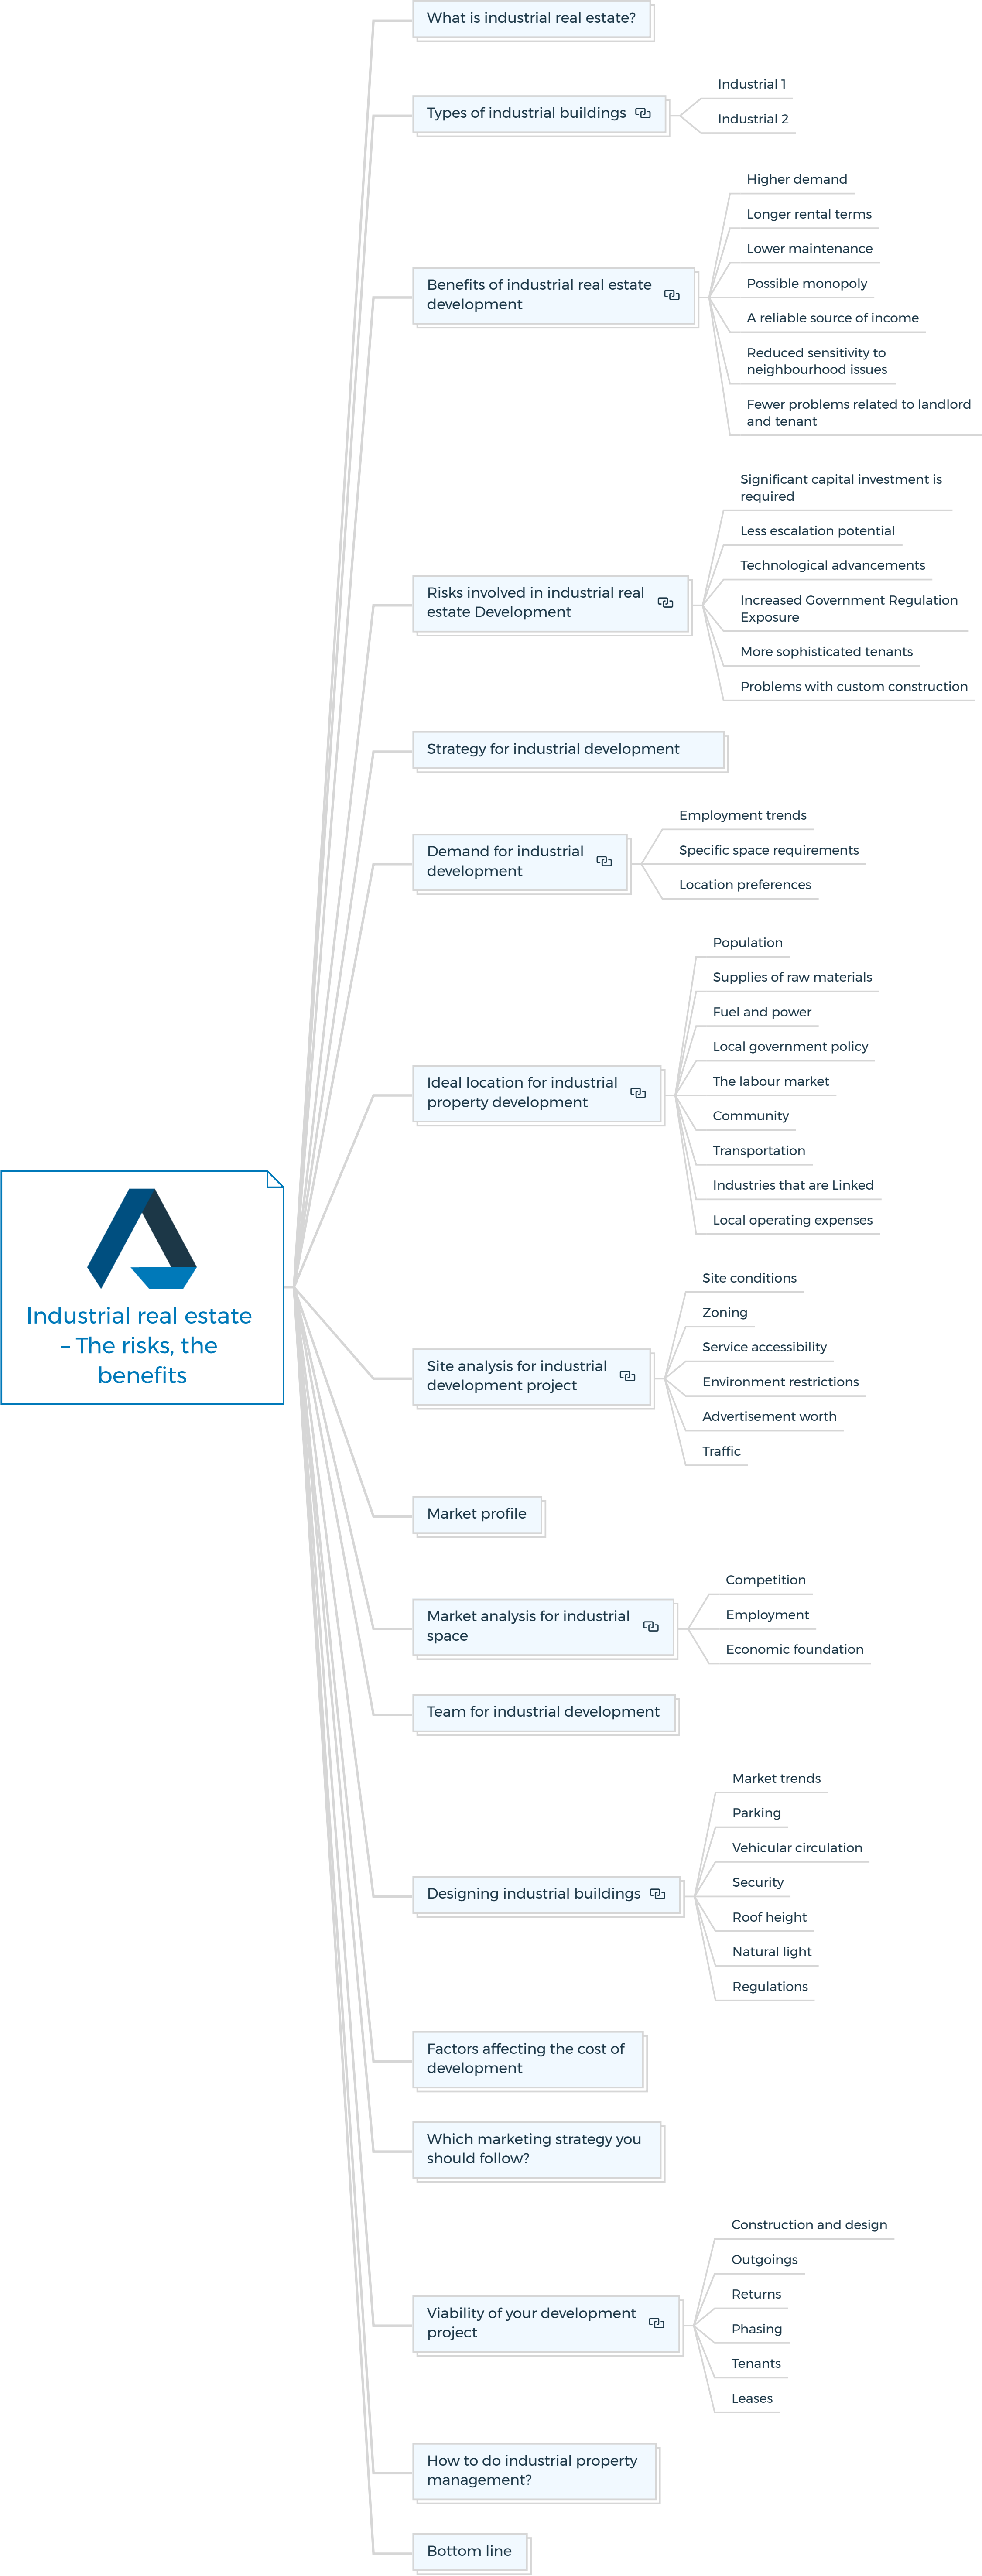 What is industrial real estate?
Types of industrial buildings
Industrial 1
Industrial 2
Benefits of industrial real estate
development
Higher demand
Longer rental terms
Lower maintenance
Possible monopoly
A reliable source of income
Reduced sensitivity to
neighbourhood issues
Fewer problems related to landlord
and tenant
Risks involved in industrial real
estate Development
Significant capital investment is
required
Less escalation potential
Technological advancements
Increased Government Regulation
Exposure
More sophisticated tenants
Problems with custom construction
Strategy for industrial development
Demand for industrial
development
Employment trends
Specific space requirements
Location preferences
Ideal location for industrial
property development
Population
Supplies of raw materials
Fuel and power
Local government policy
The labour market
Community
Transportation
Industries that are Linked
Local operating expenses
Industrial real estate
– The risks, the
benefits
Site analysis for industrial
development project
Site conditions
Zoning
Service accessibility
Environment restrictions
Advertisement worth
Traffic
Market profile
Market analysis for industrial
space
Competition
Employment
Economic foundation
Team for industrial development
Designing industrial buildings
Market trends
Parking
Vehicular circulation
Security
Roof height
Natural light
Regulations
Factors affecting the cost of
development
Which marketing strategy you
should follow?
Viability of your development
project
Construction and design
Outgoings
Returns
Phasing
Tenants
Leases
How to do industrial property
management?
Bottom line